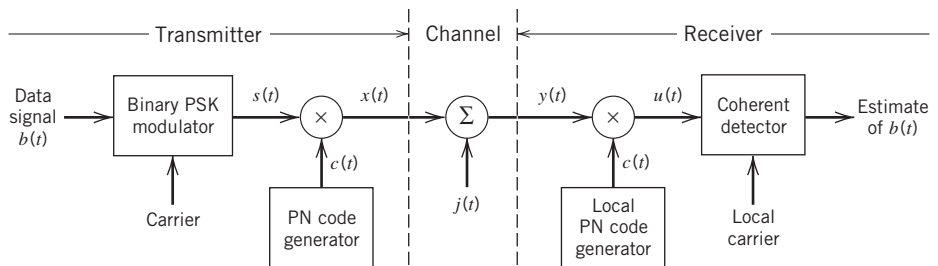 Transmitter
Channel
Receiver
Data
signal
b(t)
Binary PSK
modulator
s(t)
×
x(t)
Σ
y(t)
×
u(t)
Coherent
detector
Estimate
of b(t)
Carrier
c(t)
PN code
generator
j(t)
c(t)
Local
PN code
generator
Local
carrier